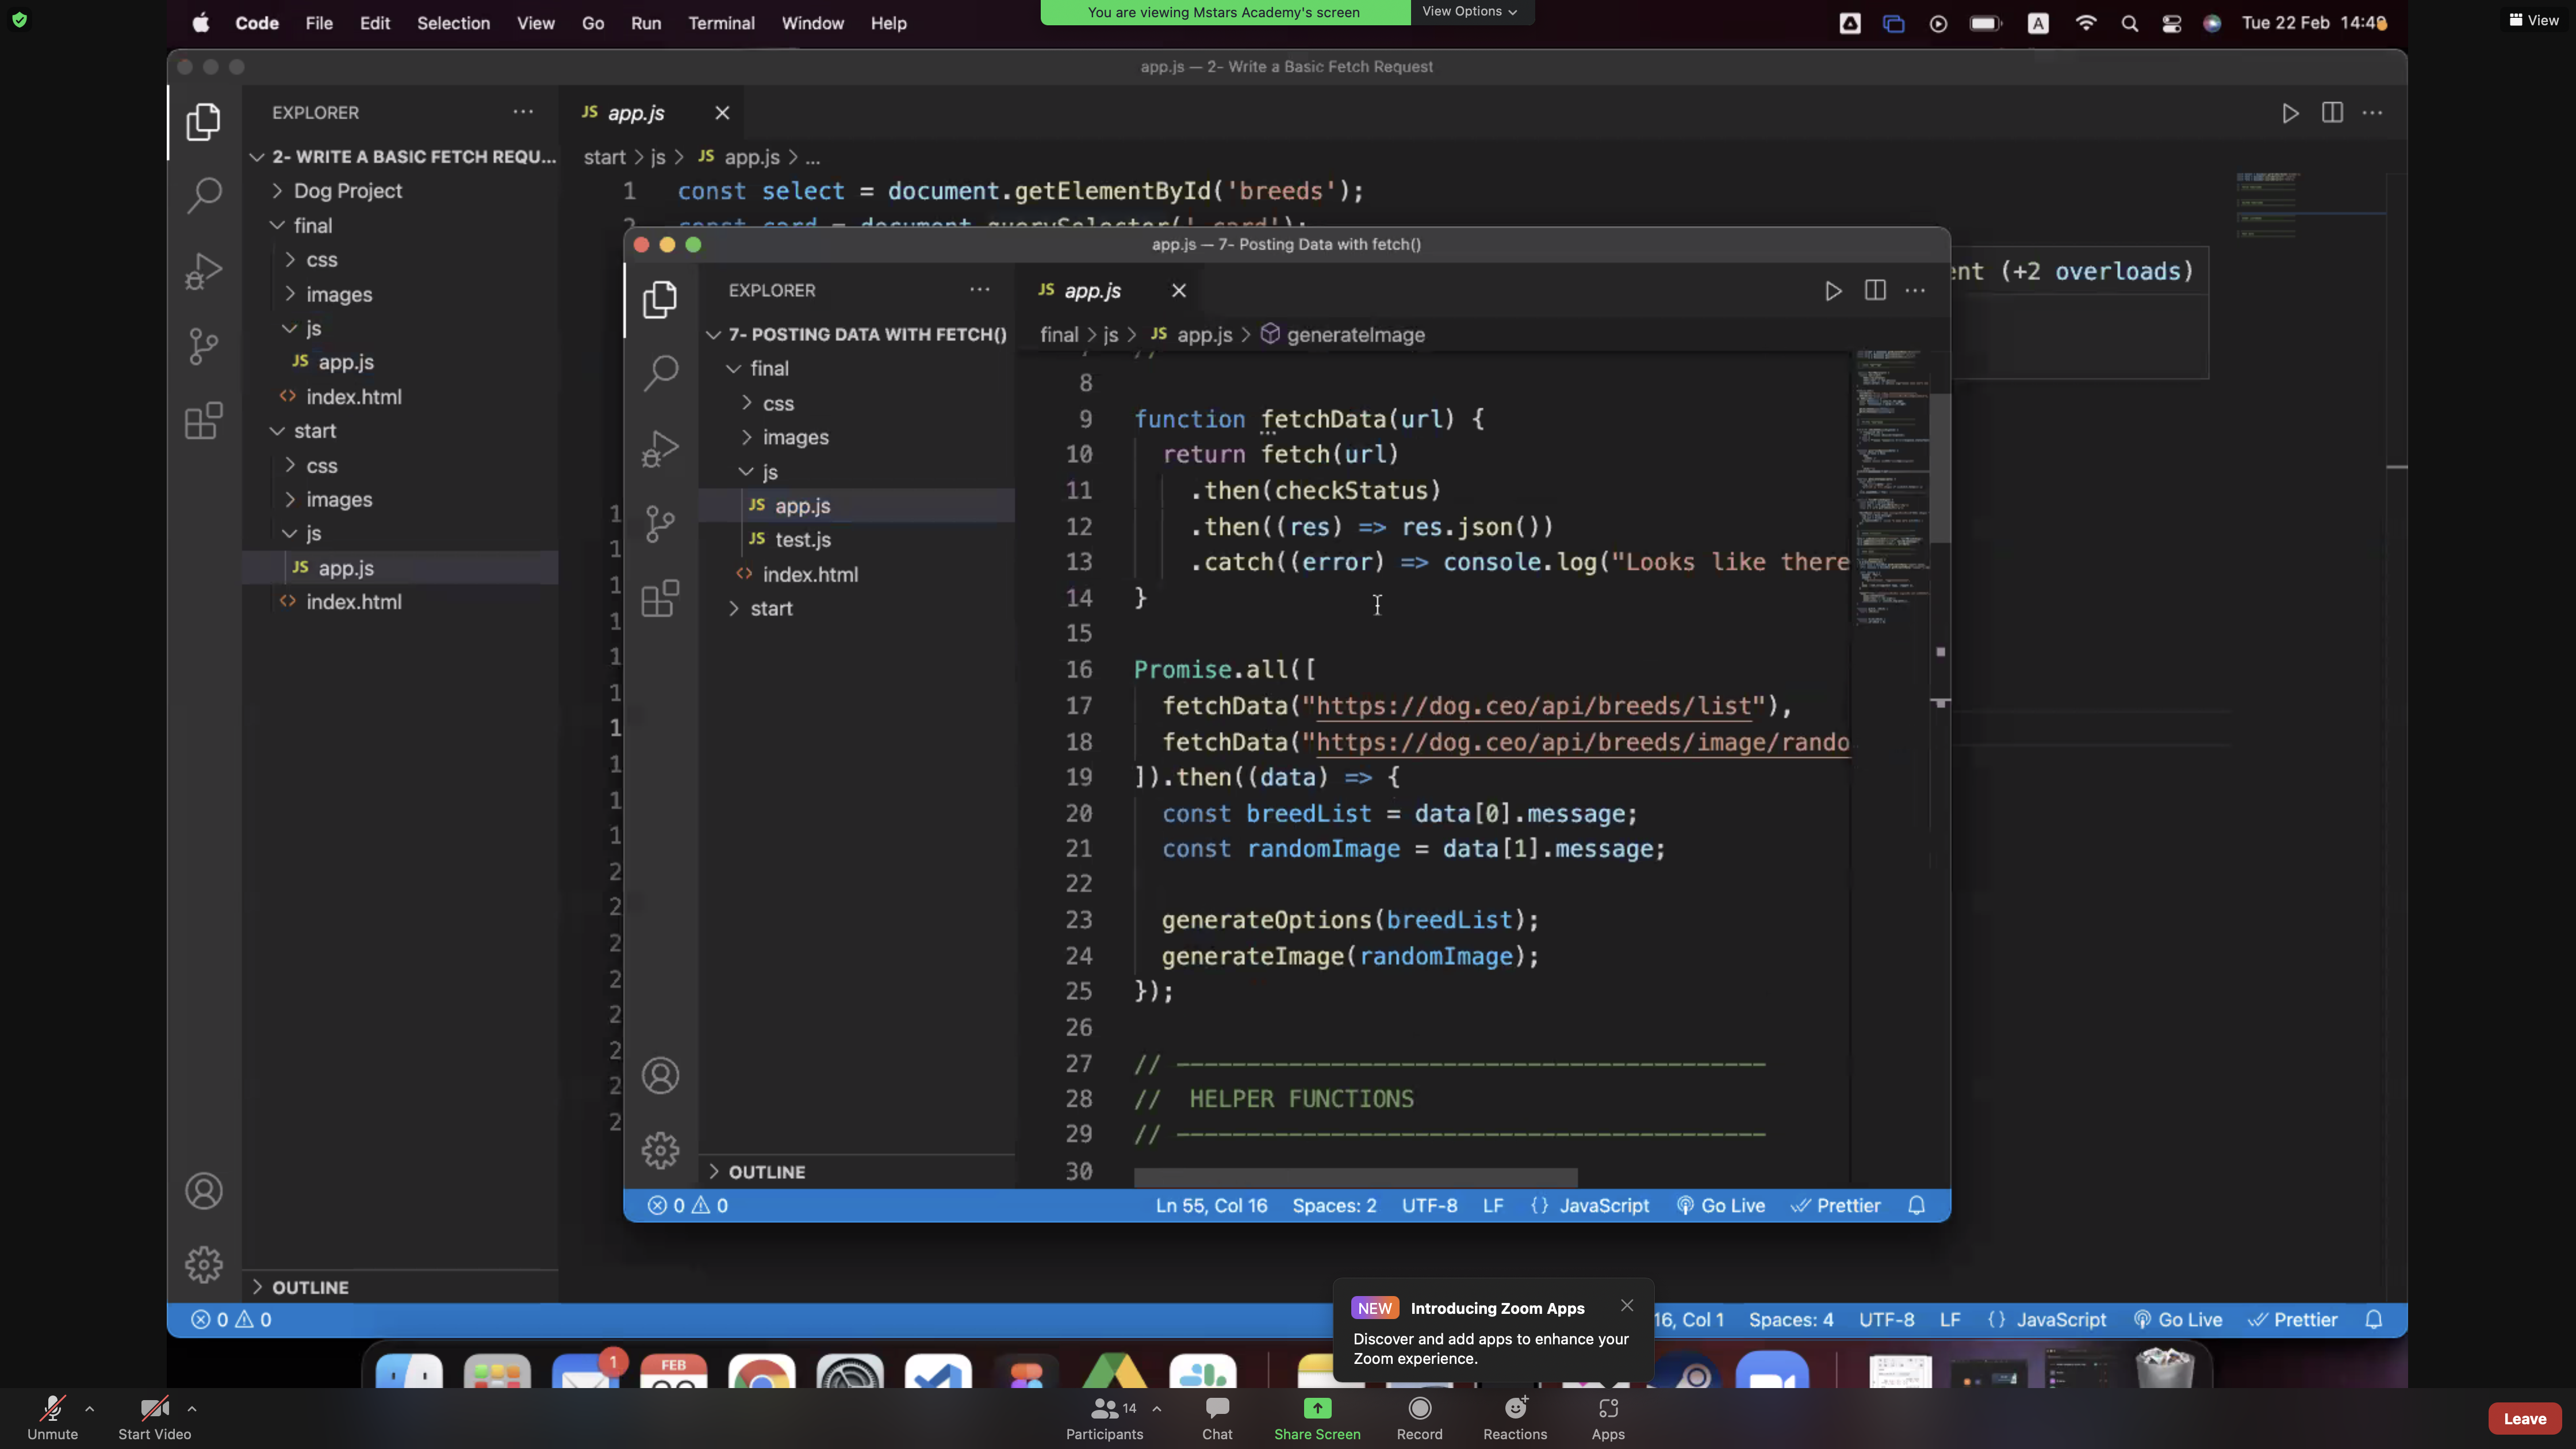 Code File Edit Selection View Go Run Terminal Window Help
You are viewing Mstars Academy's screen View Options
A
Tue 22 Feb
View
app.js — 2- Write a Basic Fetch Request
EXPLORER
2- WRITE A BASIC FETCH REQU...
Dog Project
final
css
images
js
JS app.js
index.html
start
css
images
js
JS app.js
index.html
OUTLINE
JS app.js
start > js > JS app.js > ...
1 const select = document.getElementById('breeds');
ent (+2 overloads)
app.js — 7- Posting Data with fetch()
EXPLORER
7- POSTING DATA WITH FETCH()
final
css
images
js
JS app.js
JS test.js
index.html
start
OUTLINE
JS app.js
final > js > JS app.js > generateImage
8
9 function fetchData(url) {
10 return fetch(url)
11 .then(checkStatus)
12 .then((res) => res.json())
13 .catch((error) => console.log("Looks like there
14 }
15
16 Promise.all([
17 fetchData("https://dog.ceo/api/breeds/list"),
18 fetchData("https://dog.ceo/api/breeds/image/rando
19 ]).then((data) => {
20 const breedList = data[0].message;
21 const randomImage = data[1].message;
22
23 generateOptions(breedList);
24 generateImage(randomImage);
25 });
26
27 // ------------------------------------------
28 // HELPER FUNCTIONS
29 // ------------------------------------------
30
0 0 Ln 55, Col 16 Spaces: 2 UTF-8 LF {} JavaScript Go Live Prettier
NEW Introducing Zoom Apps
Discover and add apps to enhance your
Zoom experience.
0 0 16, Col 1 Spaces: 4 UTF-8 LF {} JavaScript Go Live Prettier
1
FEB
14
Unmute Start Video Participants Chat Share Screen Record Reactions Apps Leave